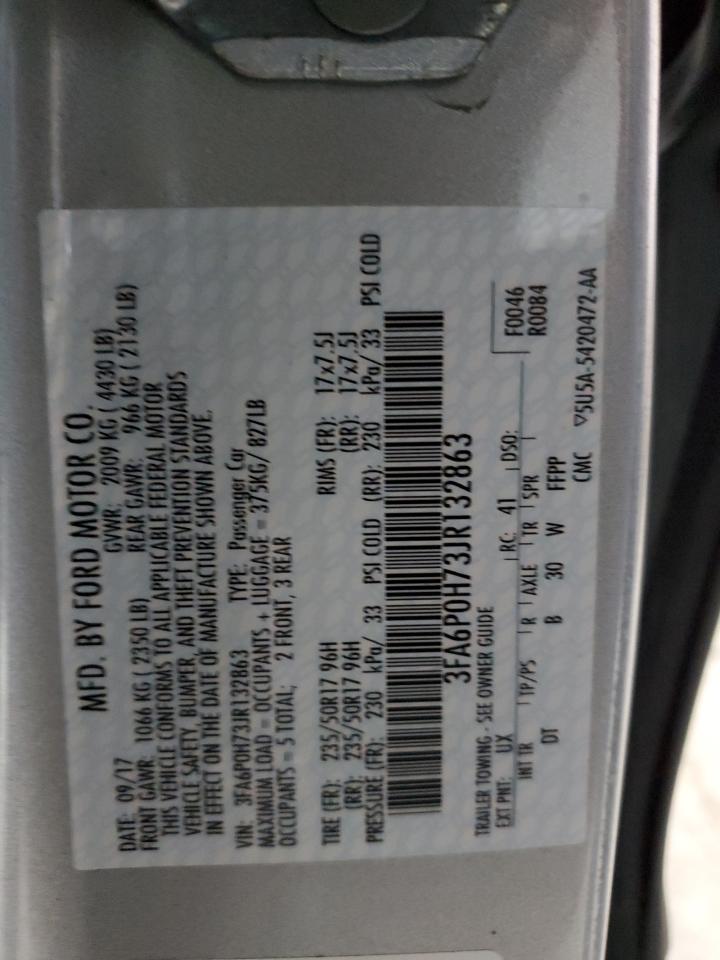 MFD. BY FORD MOTOR CO.
DATE: 09/17 GVWR: 2009 KG ( 4430 LB)
FRONT GAWR: 1066 KG ( 2350 LB) REAR GAWR: 966 KG ( 2130 LB)
THIS VEHICLE CONFORMS TO ALL APPLICABLE FEDERAL MOTOR
VEHICLE SAFETY, BUMPER, AND THEFT PREVENTION STANDARDS
IN EFFECT ON THE DATE OF MANUFACTURE SHOWN ABOVE.
VIN: 3FA6P0H73JR132863 TYPE: Passenger Car
MAXIMUM LOAD = OCCUPANTS + LUGGAGE = 375KG/ 827LB
OCCUPANTS = 5 TOTAL; 2 FRONT, 3 REAR
TIRE (FR): 235/50R17 96H RIMS (FR): 17x7.5J
(RR): 235/50R17 96H (RR): 17x7.5J
PRESSURE (FR): 230 kPa/ 33 PSI COLD (RR): 230 kPa/ 33 PSI COLD
3FA6P0H73JR132863
TRAILER TOWING - SEE OWNER GUIDE F0046
EXT PNT: UX RC: 41 DSO: R0084
INT TR TP/PS R AXLE TR SPR
DT B 30 W FFPP
CMC ▽5U5A-5420472-AA